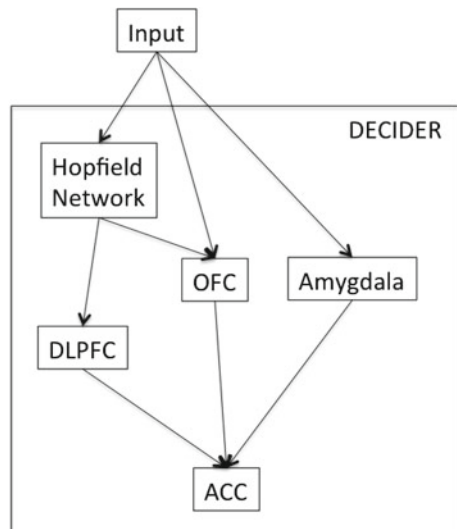 Input
DECIDER
Hopfield
Network
OFC
Amygdala
DLPFC
ACC